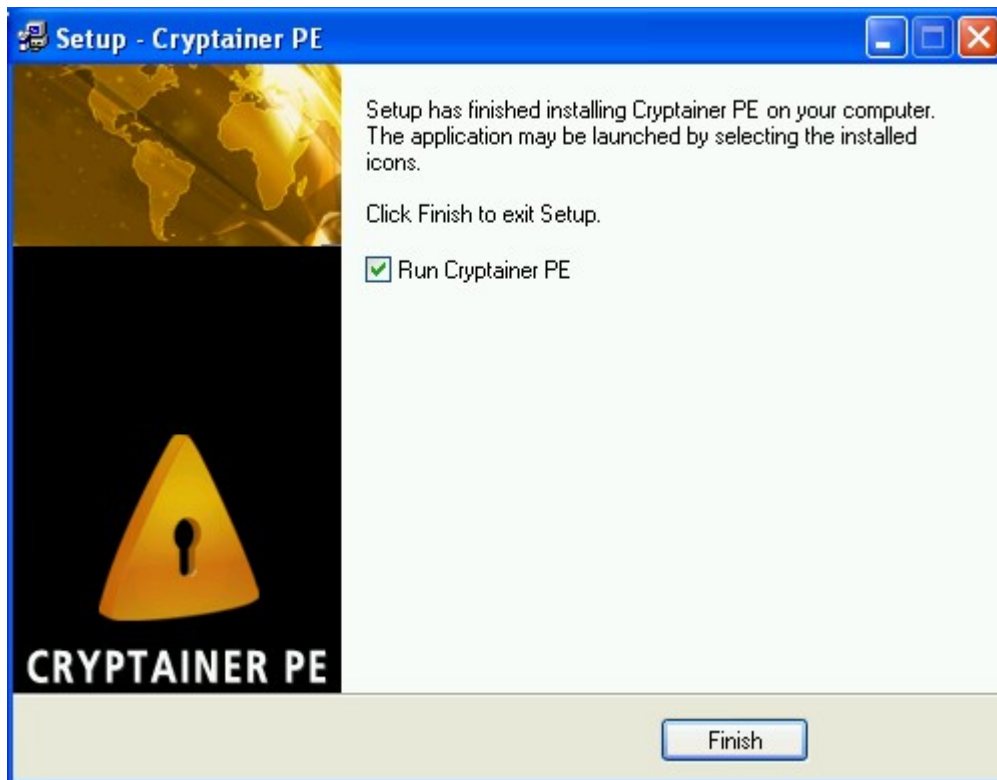 Setup - Cryptainer PE
Setup has finished installing Cryptainer PE on your computer.
The application may be launched by selecting the installed
icons.
Click Finish to exit Setup.
Run Cryptainer PE
CRYPTAINER PE
Finish